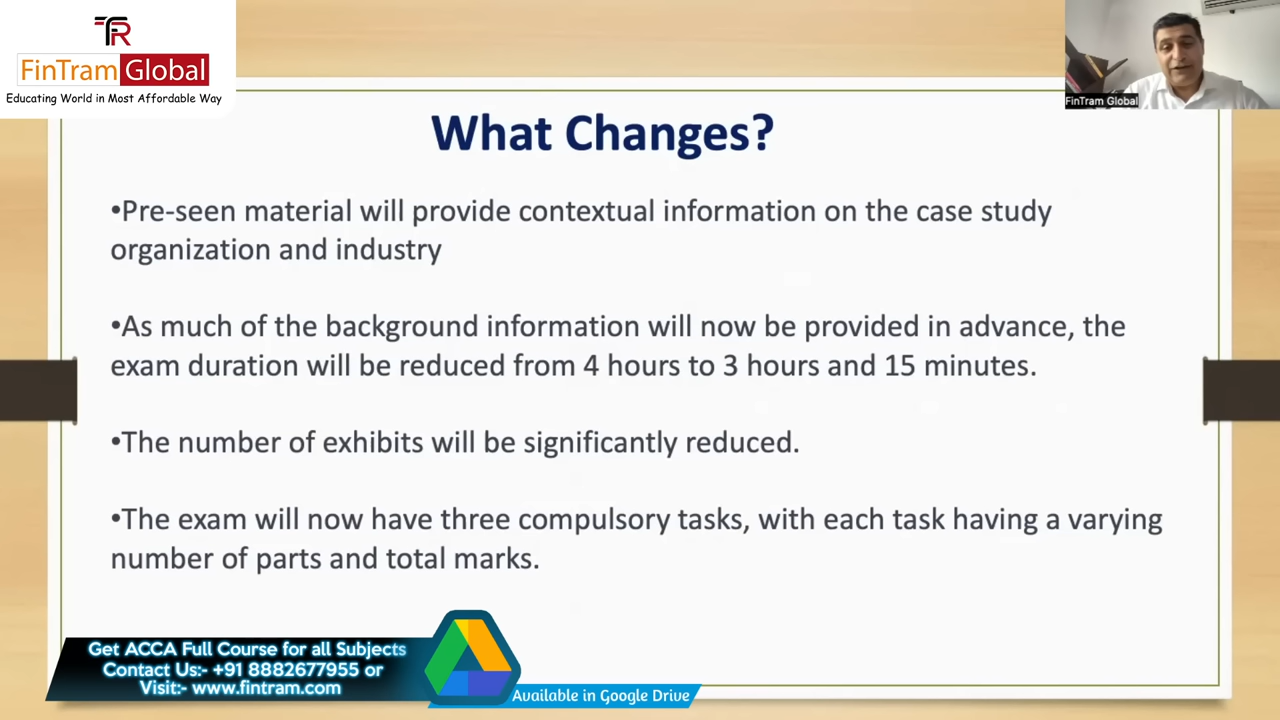 TR
FinTram Global
Educating World in Most Affordable Way
FinTram Global
What Changes?
•Pre-seen material will provide contextual information on the case study
organization and industry
•As much of the background information will now be provided in advance, the
exam duration will be reduced from 4 hours to 3 hours and 15 minutes.
•The number of exhibits will be significantly reduced.
•The exam will now have three compulsory tasks, with each task having a varying
number of parts and total marks.
Get ACCA Full Course for all Subjects
Contact Us:- +91 8882677955 or
Visit:- www.fintram.com
Available in Google Drive